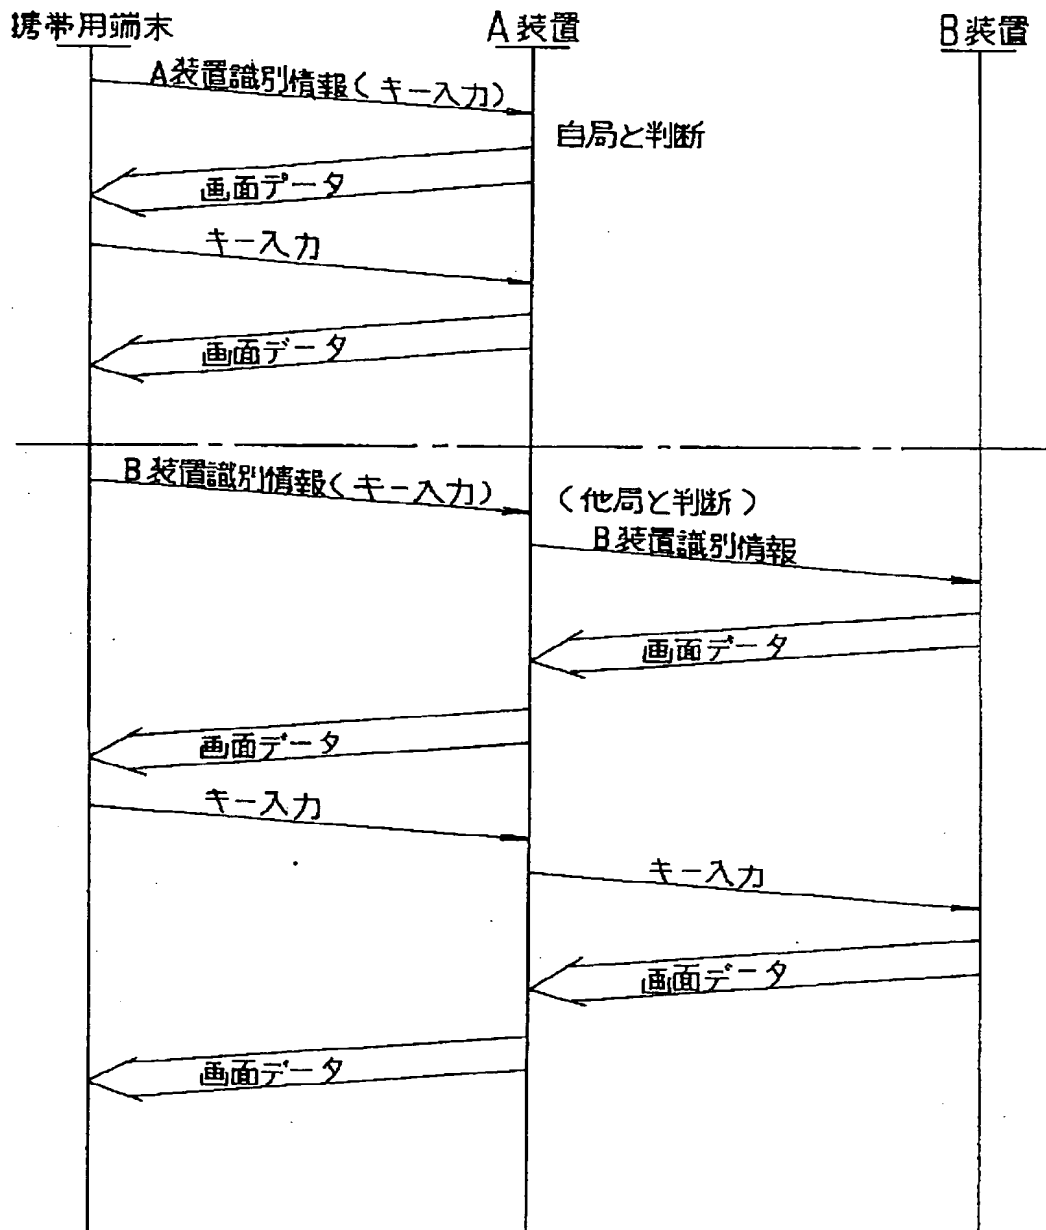 携帯用端末
A装置
B装置
A装置識別情報(キー入力)
自局と判断
画面データ
キー入力
画面データ
B装置識別情報(キー入力)
(他局と判断)
B装置識別情報
画面データ
画面データ
キー入力
キー入力
画面データ
画面データ